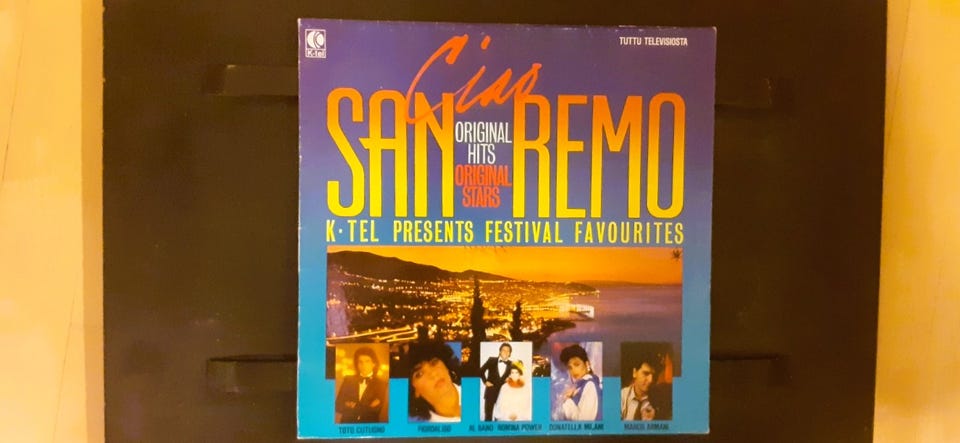 K-tel
TUTTU TELEVISIOSTA
Ciao
SAN REMO
ORIGINAL
HITS
ORIGINAL
STARS
K·TEL PRESENTS FESTIVAL FAVOURITES
TOTO CUTUGNO
FIORDALISO
AL BANO ROMINA POWER
DONATELLA MILANI
MARCO ARMANI